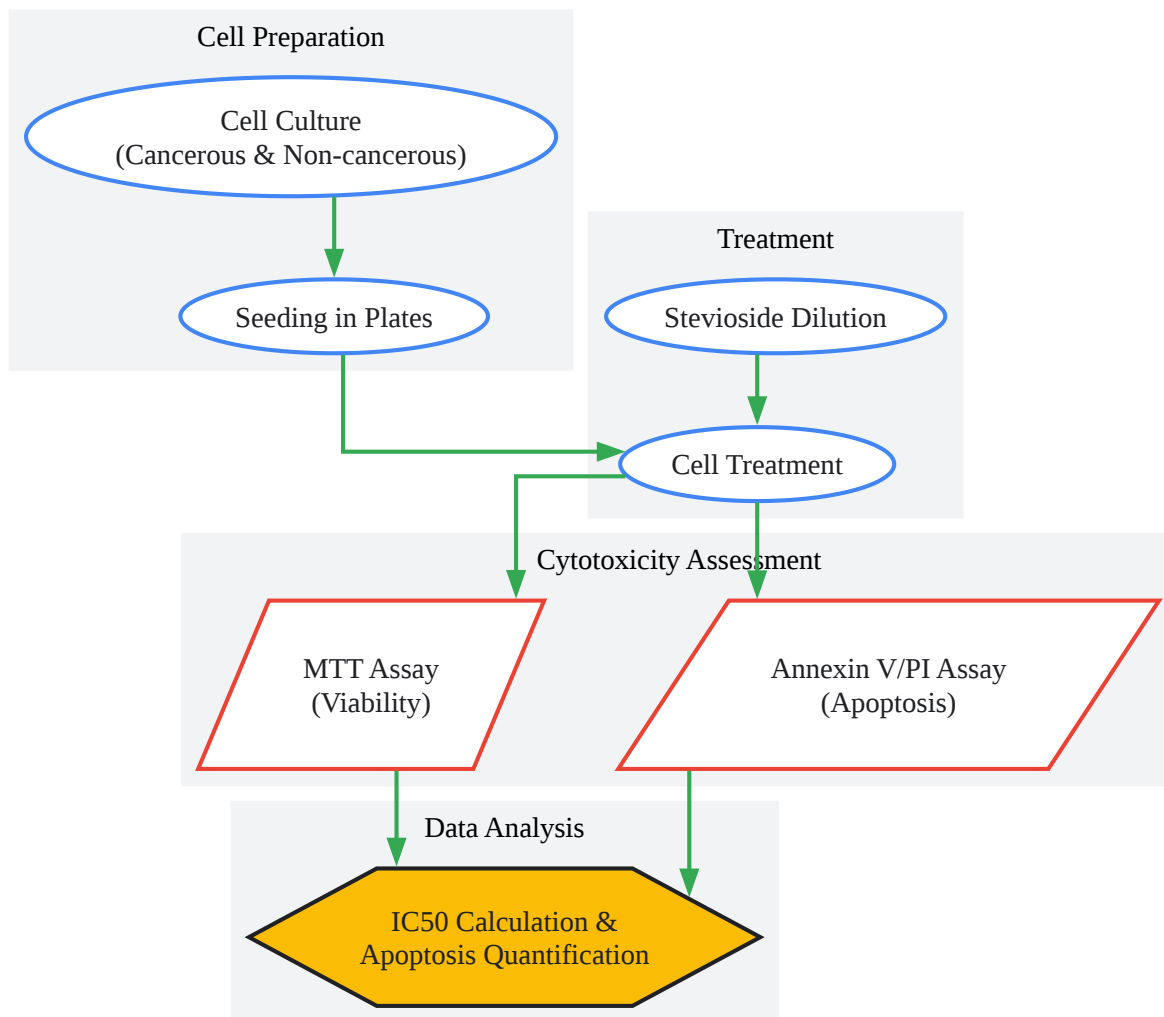 Cell Preparation
Cell Culture
(Cancerous & Non-cancerous)
Seeding in Plates
Treatment
Stevioside Dilution
Cell Treatment
Cytotoxicity Assessment
MTT Assay
(Viability)
Annexin V/PI Assay
(Apoptosis)
Data Analysis
IC50 Calculation &
Apoptosis Quantification